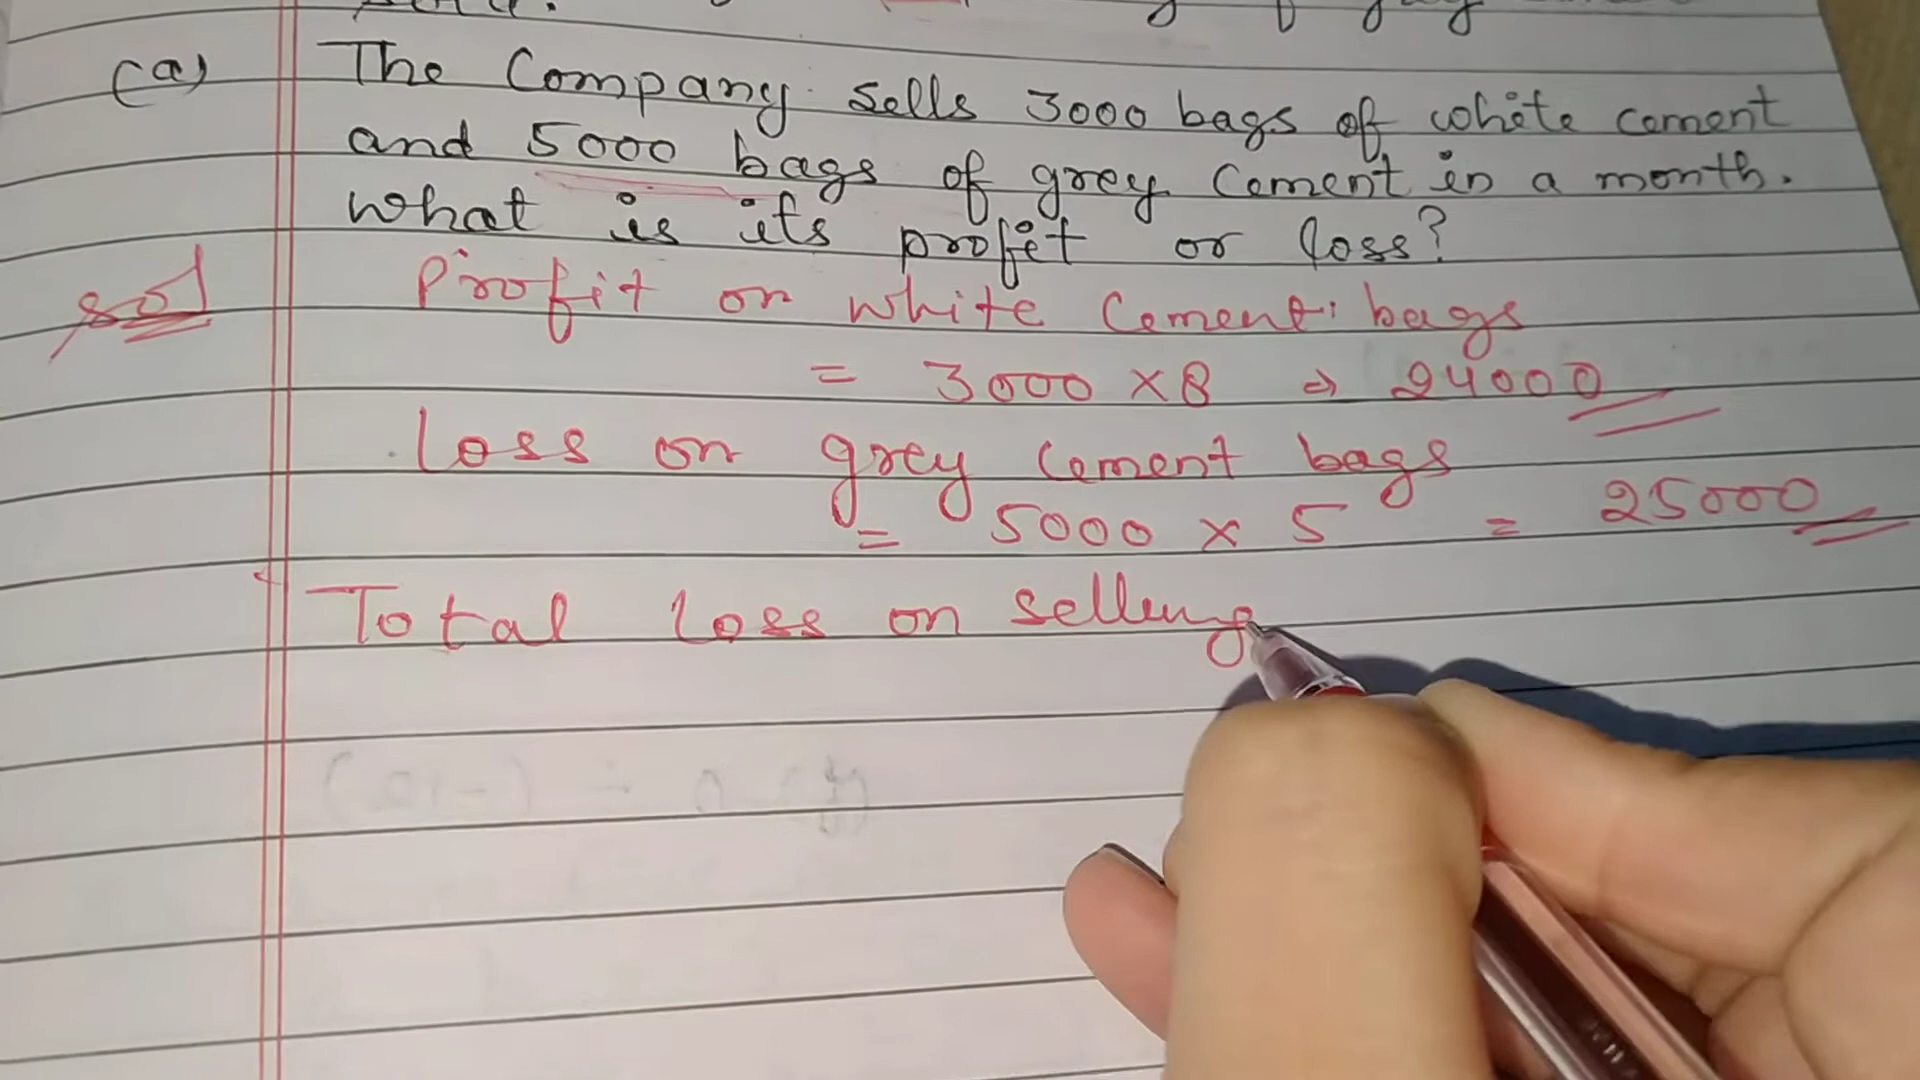 (a) The Company sells 3000 bags of white cement
and 5000 bags of grey cement in a month.
what is its profit or loss?
sol Profit on white Cement bags
= 3000 × 8 ⇒ 24000
Loss on grey cement bags
= 5000 × 5 = 25000
Total loss on selling